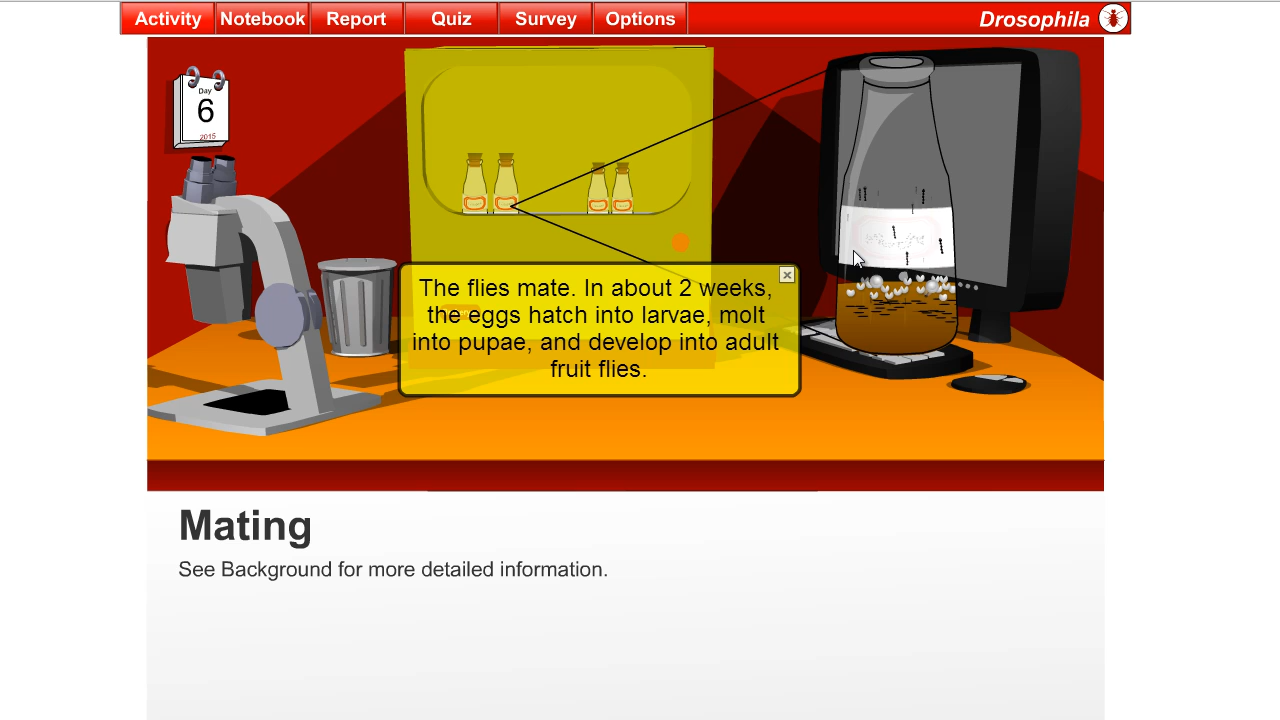 Activity
Notebook
Report
Quiz
Survey
Options
Drosophila
Day
6
2015
The flies mate. In about 2 weeks,
the eggs hatch into larvae, molt
into pupae, and develop into adult
fruit flies.
Mating
See Background for more detailed information.